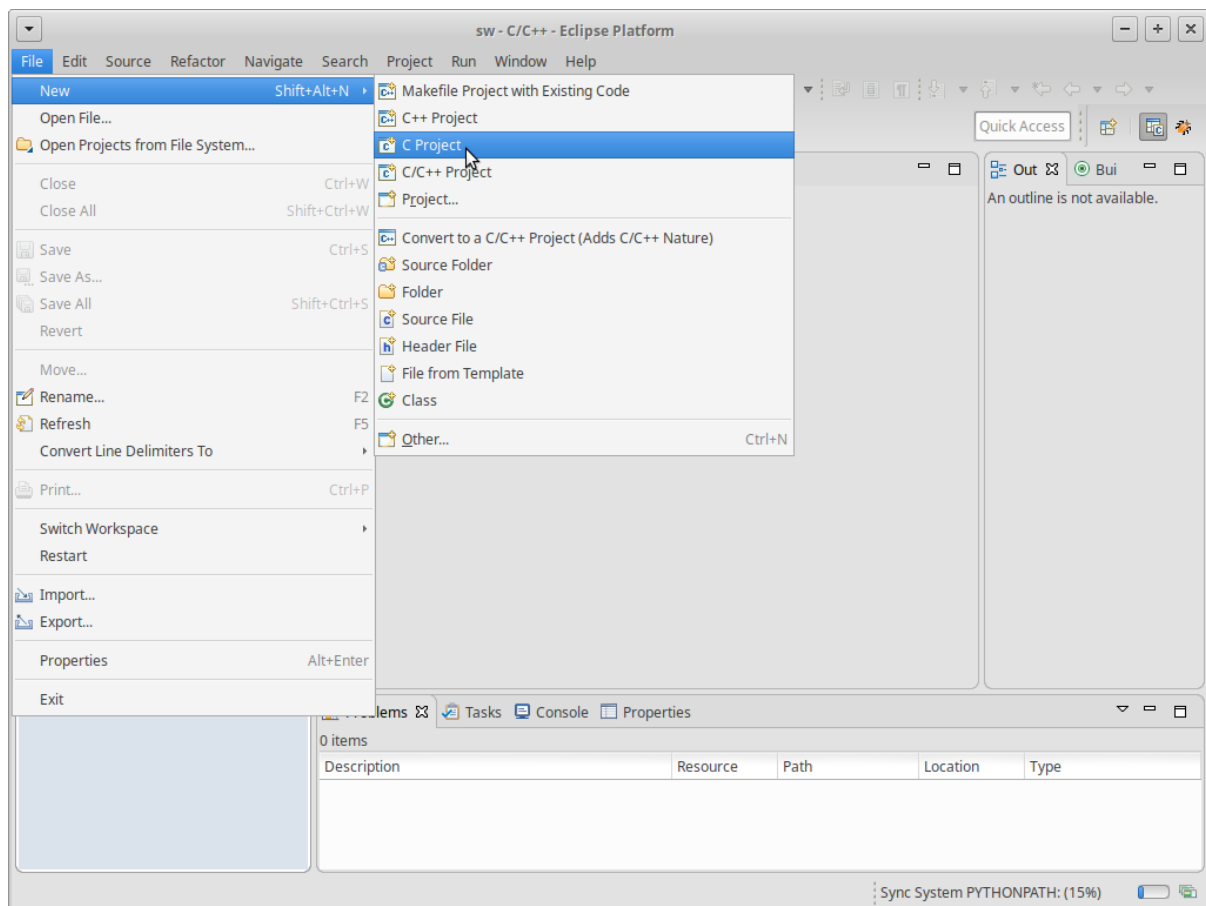 sw - C/C++ - Eclipse Platform
File Edit Source Refactor Navigate Search Project Run Window Help
New Shift+Alt+N
Open File...
Open Projects from File System...
Close Ctrl+W
Close All Shift+Ctrl+W
Save Ctrl+S
Save As...
Save All Shift+Ctrl+S
Revert
Move...
Rename... F2
Refresh F5
Convert Line Delimiters To
Print... Ctrl+P
Switch Workspace
Restart
Import...
Export...
Properties Alt+Enter
Exit
Makefile Project with Existing Code
C++ Project
C Project
C/C++ Project
Project...
Convert to a C/C++ Project (Adds C/C++ Nature)
Source Folder
Folder
Source File
Header File
File from Template
Class
Other... Ctrl+N
Quick Access
Out Bui
An outline is not available.
lems Tasks Console Properties
0 items
Description Resource Path Location Type
Sync System PYTHONPATH: (15%)